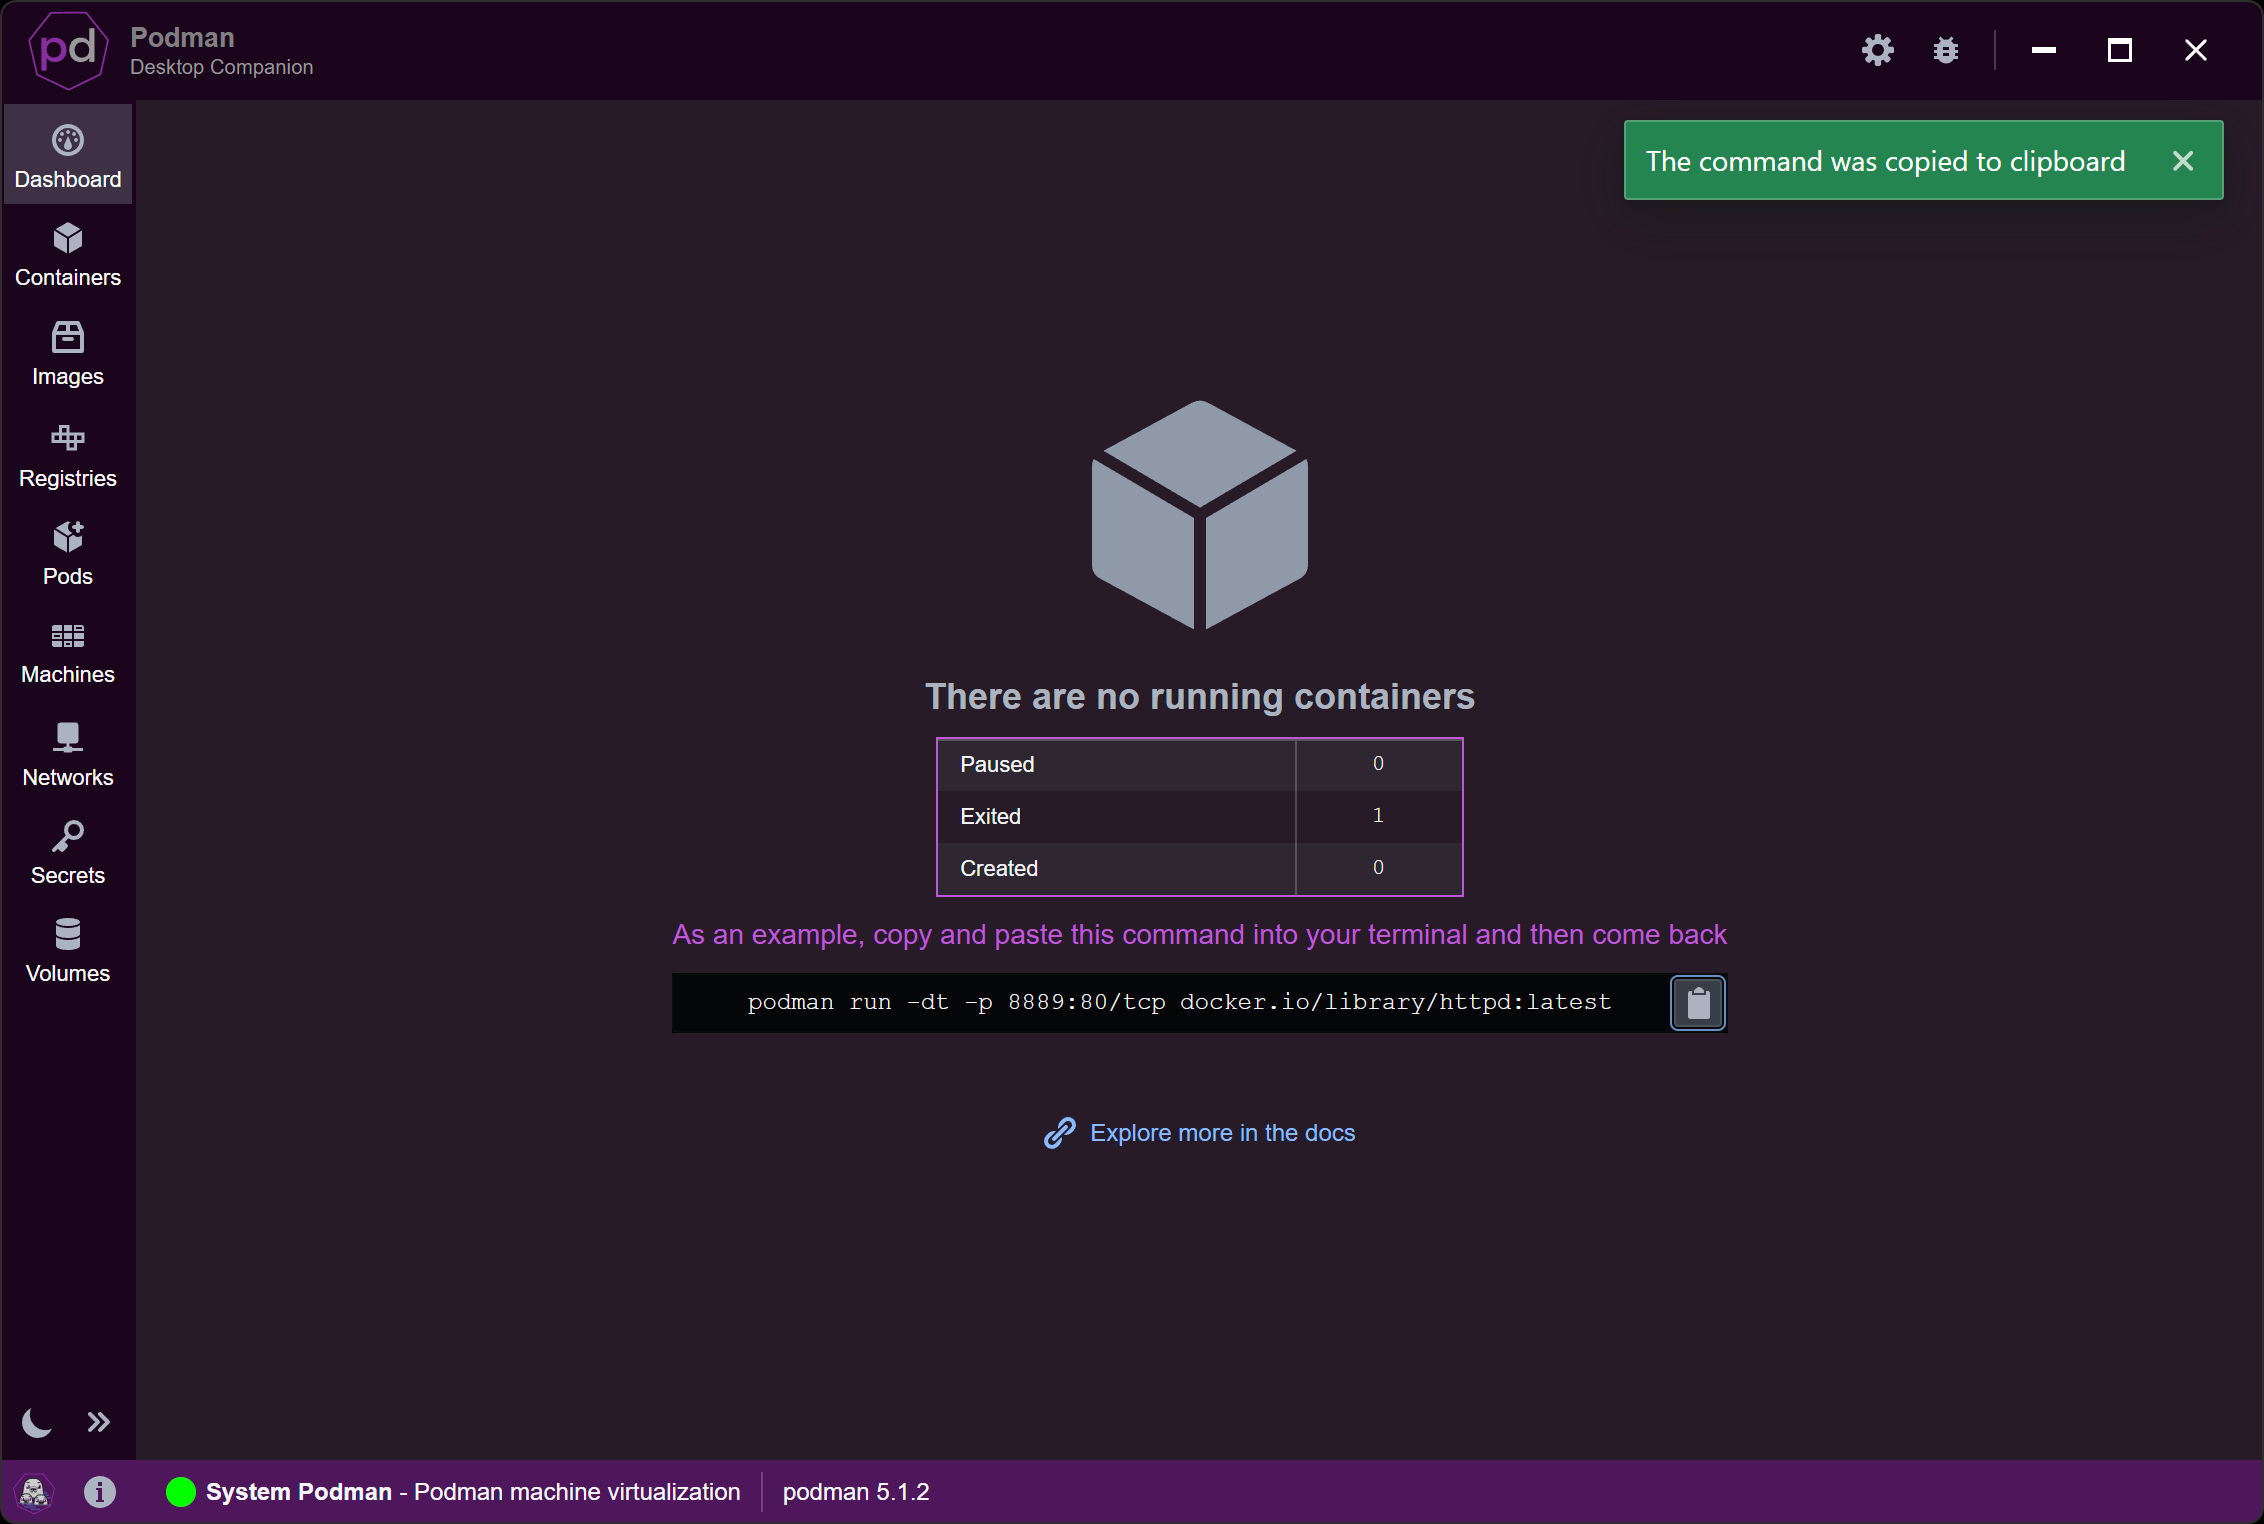 pd
Podman
Desktop Companion
The command was copied to clipboard
Dashboard
Containers
Images
Registries
Pods
Machines
Networks
Secrets
Volumes
There are no running containers
Paused 0
Exited 1
Created 0
As an example, copy and paste this command into your terminal and then come back
podman run -dt -p 8889:80/tcp docker.io/library/httpd:latest
Explore more in the docs
System Podman - Podman machine virtualization
podman 5.1.2